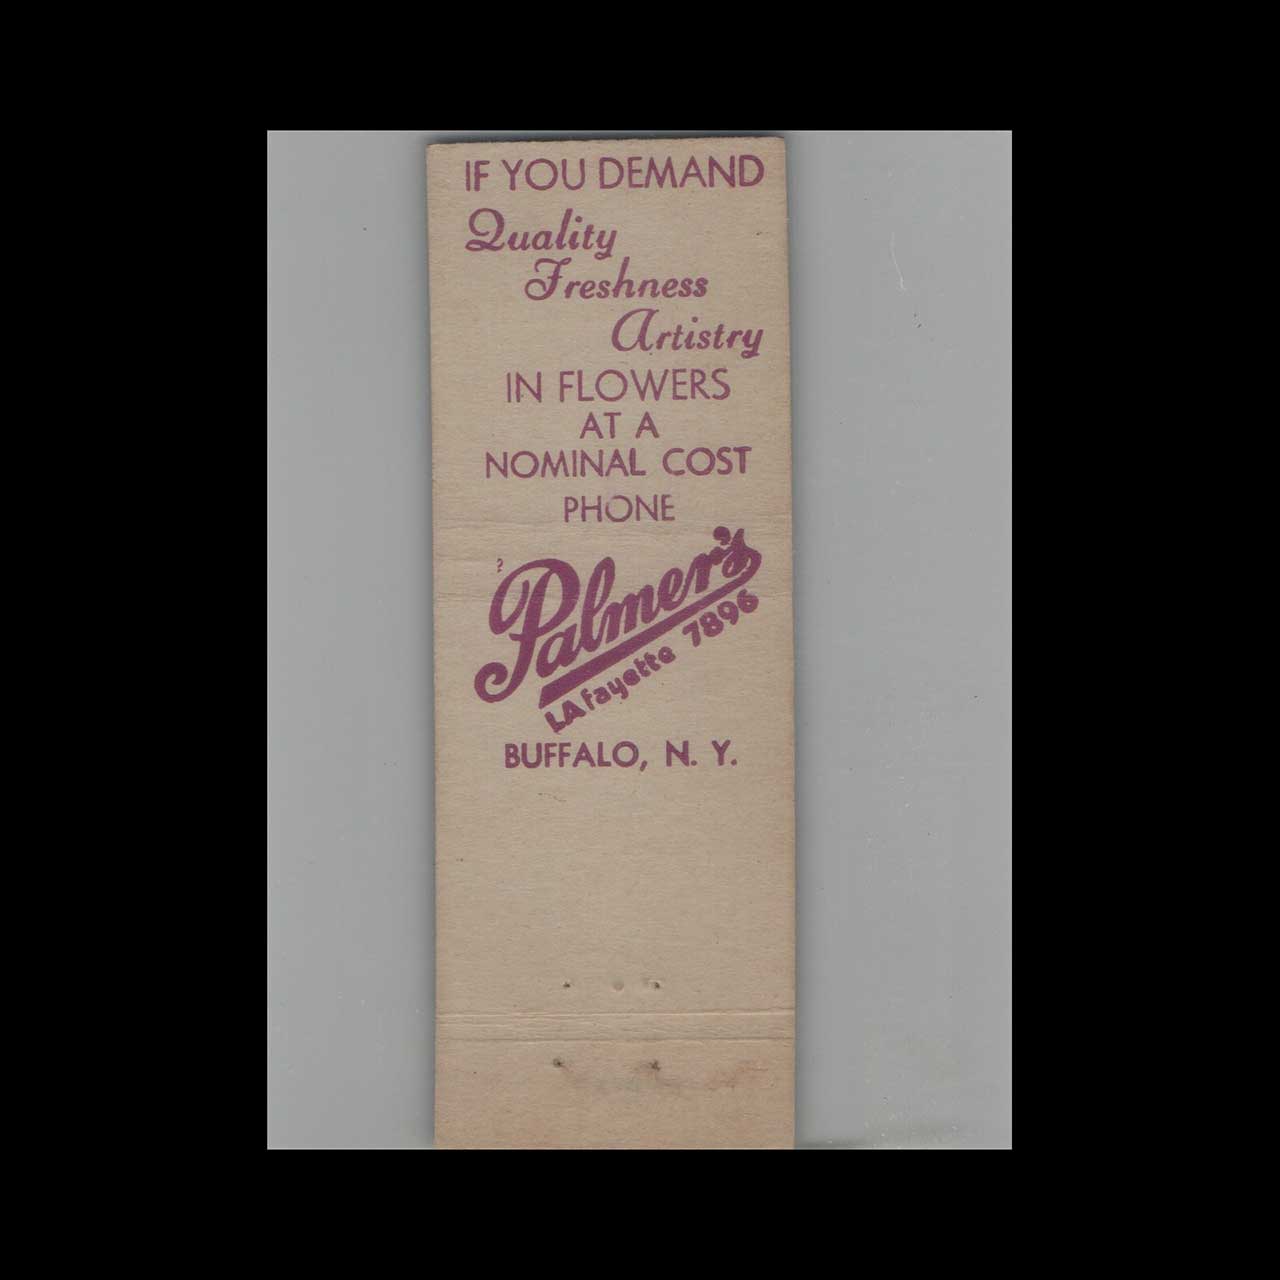 IF YOU DEMAND
Quality
Freshness
Artistry
IN FLOWERS
AT A
NOMINAL COST
PHONE
?
Palmer's
LAfayette 7896
BUFFALO, N. Y.